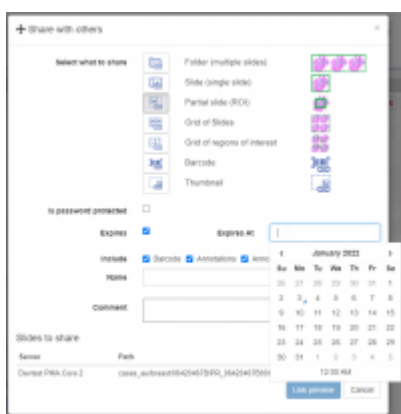 Share with others
Select what to share
Folder (multiple slides)
Slide (single slide)
Partial slide (ROI)
Grid of Slides
Grid of regions of interest
Barcode
Thumbnail
Is password protected
Expires
Expires At
Include Barcode Annotations
Name
Comment
January 2022
Su Mo Tu We Th Fr Sa
26 27 28 29 30 31 1
2 3 4 5 6 7 8
9 10 11 12 13 14 15
16 17 18 19 20 21 22
23 24 25 26 27 28 29
30 31 1 2 3 4 5
12:00 AM
Slides to share
Server Path
PMA.Core 2
Link preview Cancel